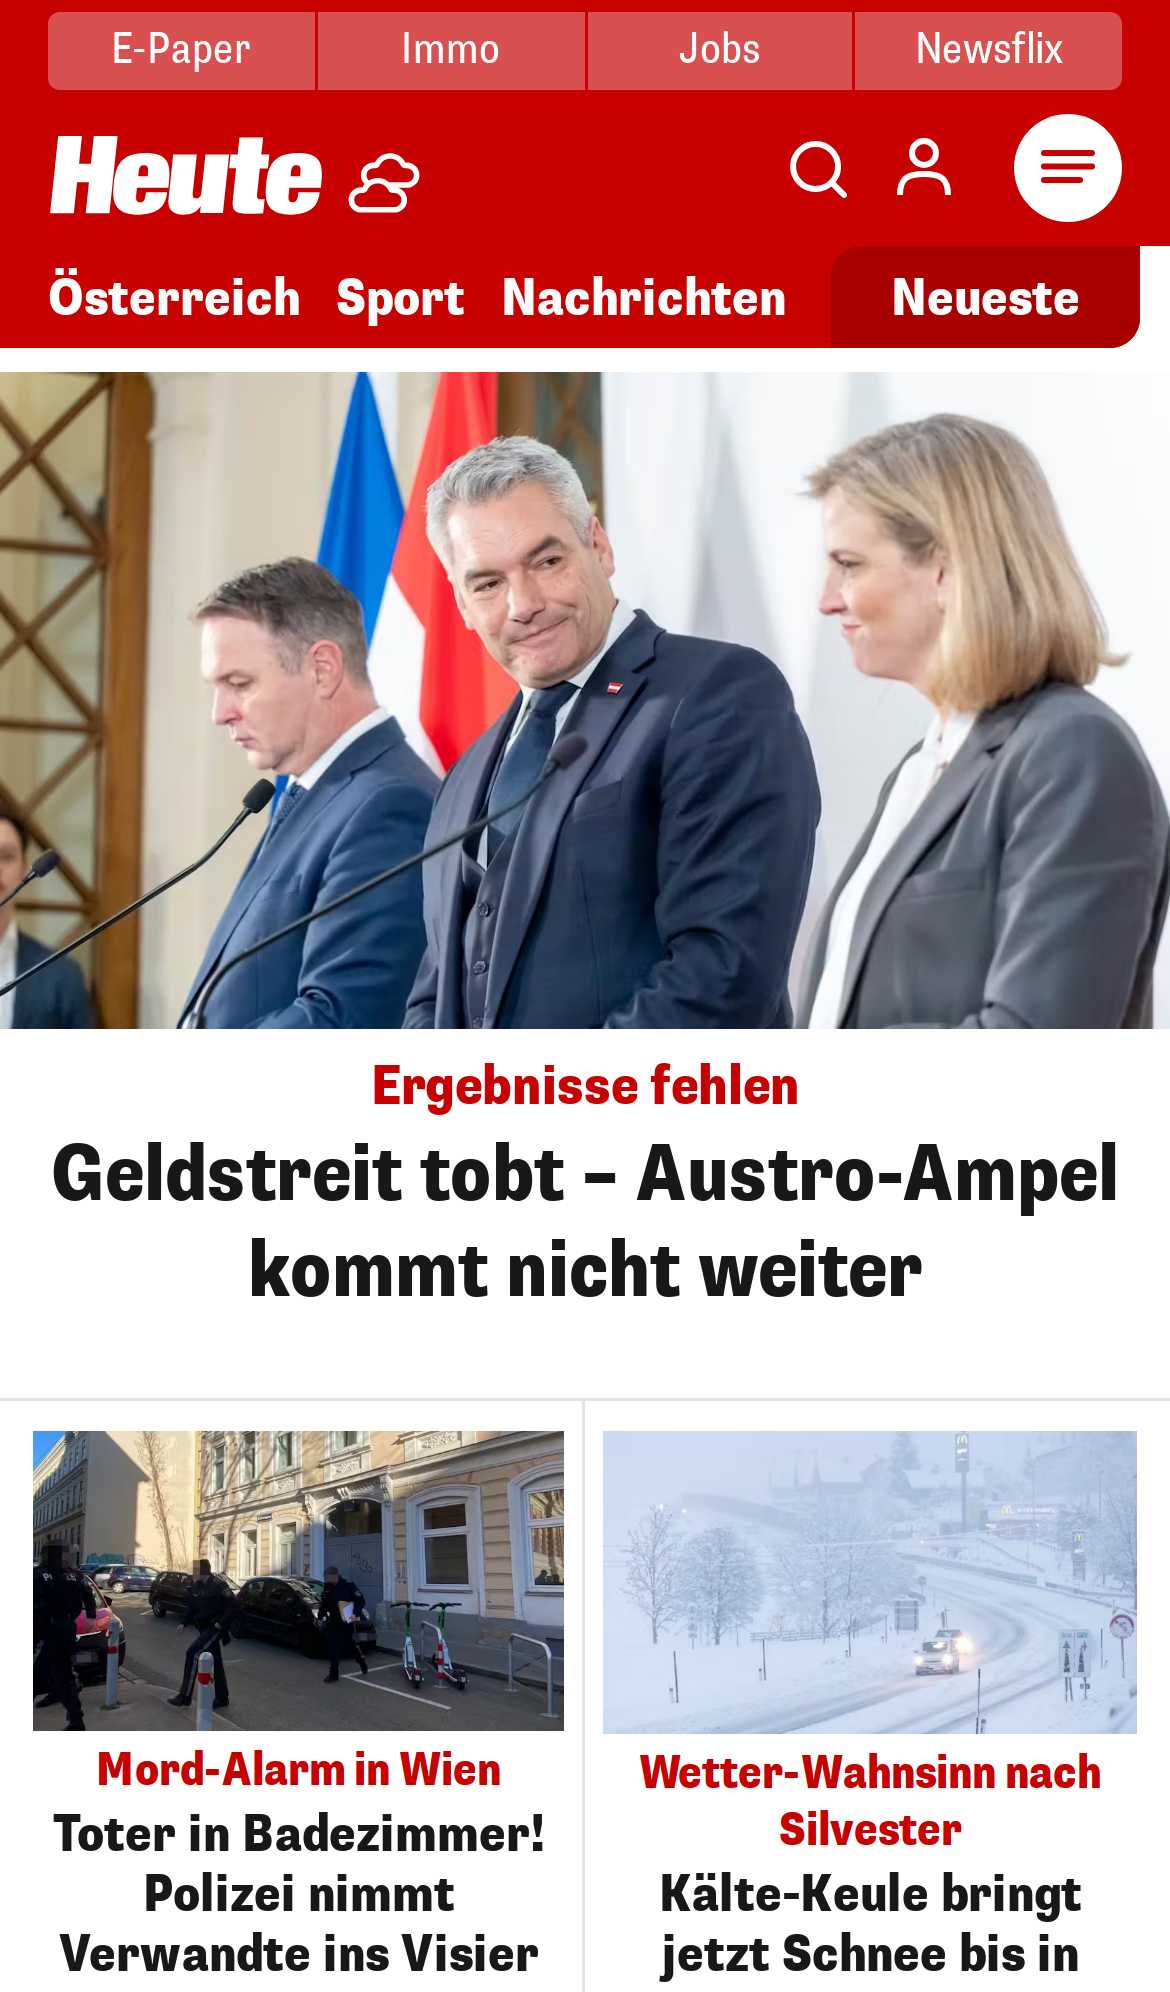 E-Paper
Immo
Jobs
Newsflix
Heute
Österreich
Sport
Nachrichten
Neueste
Ergebnisse fehlen
Geldstreit tobt – Austro-Ampel
kommt nicht weiter
Mord-Alarm in Wien
Toter in Badezimmer!
Polizei nimmt
Verwandte ins Visier
Wetter-Wahnsinn nach
Silvester
Kälte-Keule bringt
jetzt Schnee bis in